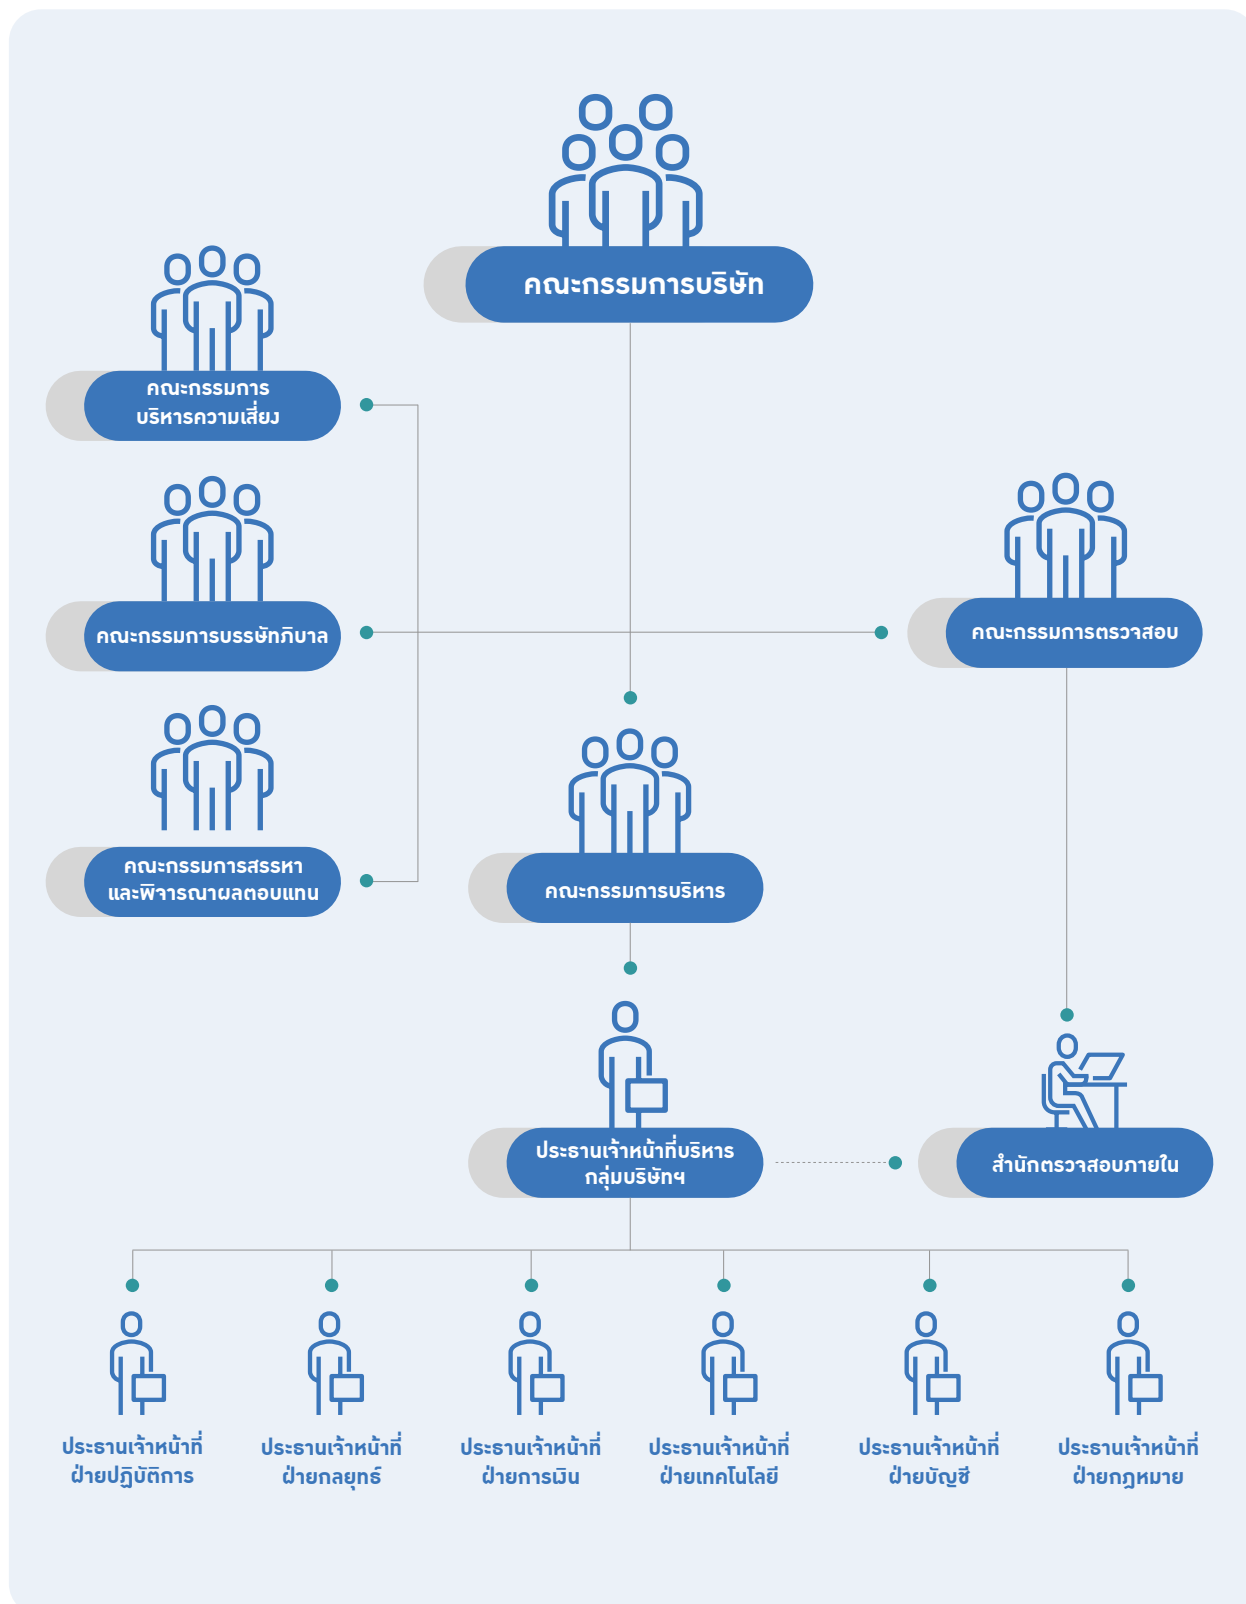 คณะกรรมการบริษัท
คณะกรรมการ
บริหารความเสี่ยง
คณะกรรมการบรรษัทภิบาล
คณะกรรมการตรวจสอบ
คณะกรรมการสรรหา
และพิจารณาผลตอบแทน
คณะกรรมการบริหาร
ประธานเจ้าหน้าที่บริหาร
กลุ่มบริษัทฯ
สำนักตรวจสอบภายใน
ประธานเจ้าหน้าที่
ฝ่ายปฏิบัติการ
ประธานเจ้าหน้าที่
ฝ่ายกลยุทธ์
ประธานเจ้าหน้าที่
ฝ่ายการเงิน
ประธานเจ้าหน้าที่
ฝ่ายเทคโนโลยี
ประธานเจ้าหน้าที่
ฝ่ายบัญชี
ประธานเจ้าหน้าที่
ฝ่ายกฎหมาย